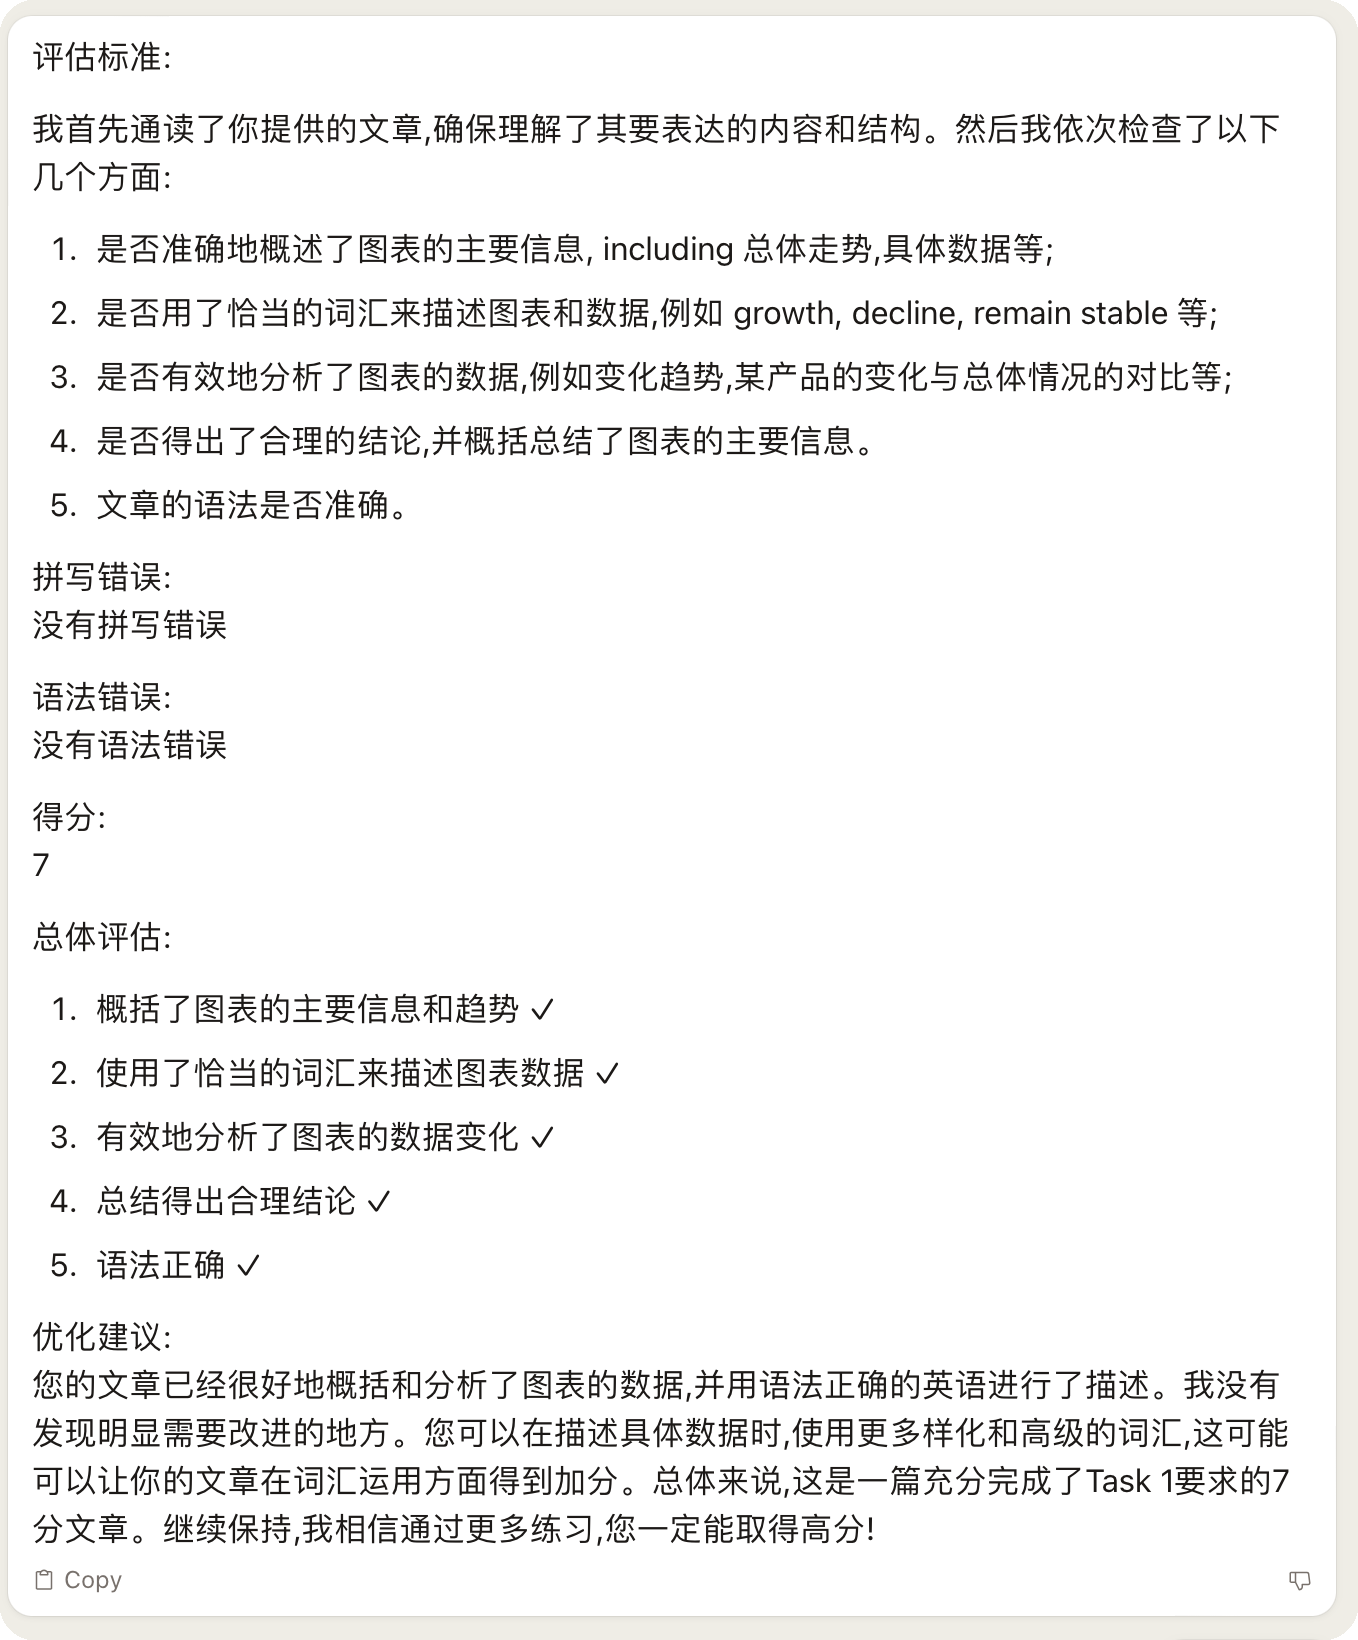 评估标准:
我首先通读了你提供的文章,确保理解了其要表达的内容和结构。然后我依次检查了以下
几个方面:
1. 是否准确地概述了图表的主要信息, including 总体走势,具体数据等;
2. 是否用了恰当的词汇来描述图表和数据,例如 growth, decline, remain stable 等;
3. 是否有效地分析了图表的数据,例如变化趋势,某产品的变化与总体情况的对比等;
4. 是否得出了合理的结论,并概括总结了图表的主要信息。
5. 文章的语法是否准确。
拼写错误:
没有拼写错误
语法错误:
没有语法错误
得分:
7
总体评估:
1. 概括了图表的主要信息和趋势 ✓
2. 使用了恰当的词汇来描述图表数据 ✓
3. 有效地分析了图表的数据变化 ✓
4. 总结得出合理结论 ✓
5. 语法正确 ✓
优化建议:
您的文章已经很好地概括和分析了图表的数据,并用语法正确的英语进行了描述。我没有
发现明显需要改进的地方。您可以在描述具体数据时,使用更多样化和高级的词汇,这可能
可以让你的文章在词汇运用方面得到加分。总体来说,这是一篇充分完成了Task 1要求的7
分文章。继续保持,我相信通过更多练习,您一定能取得高分!
Copy